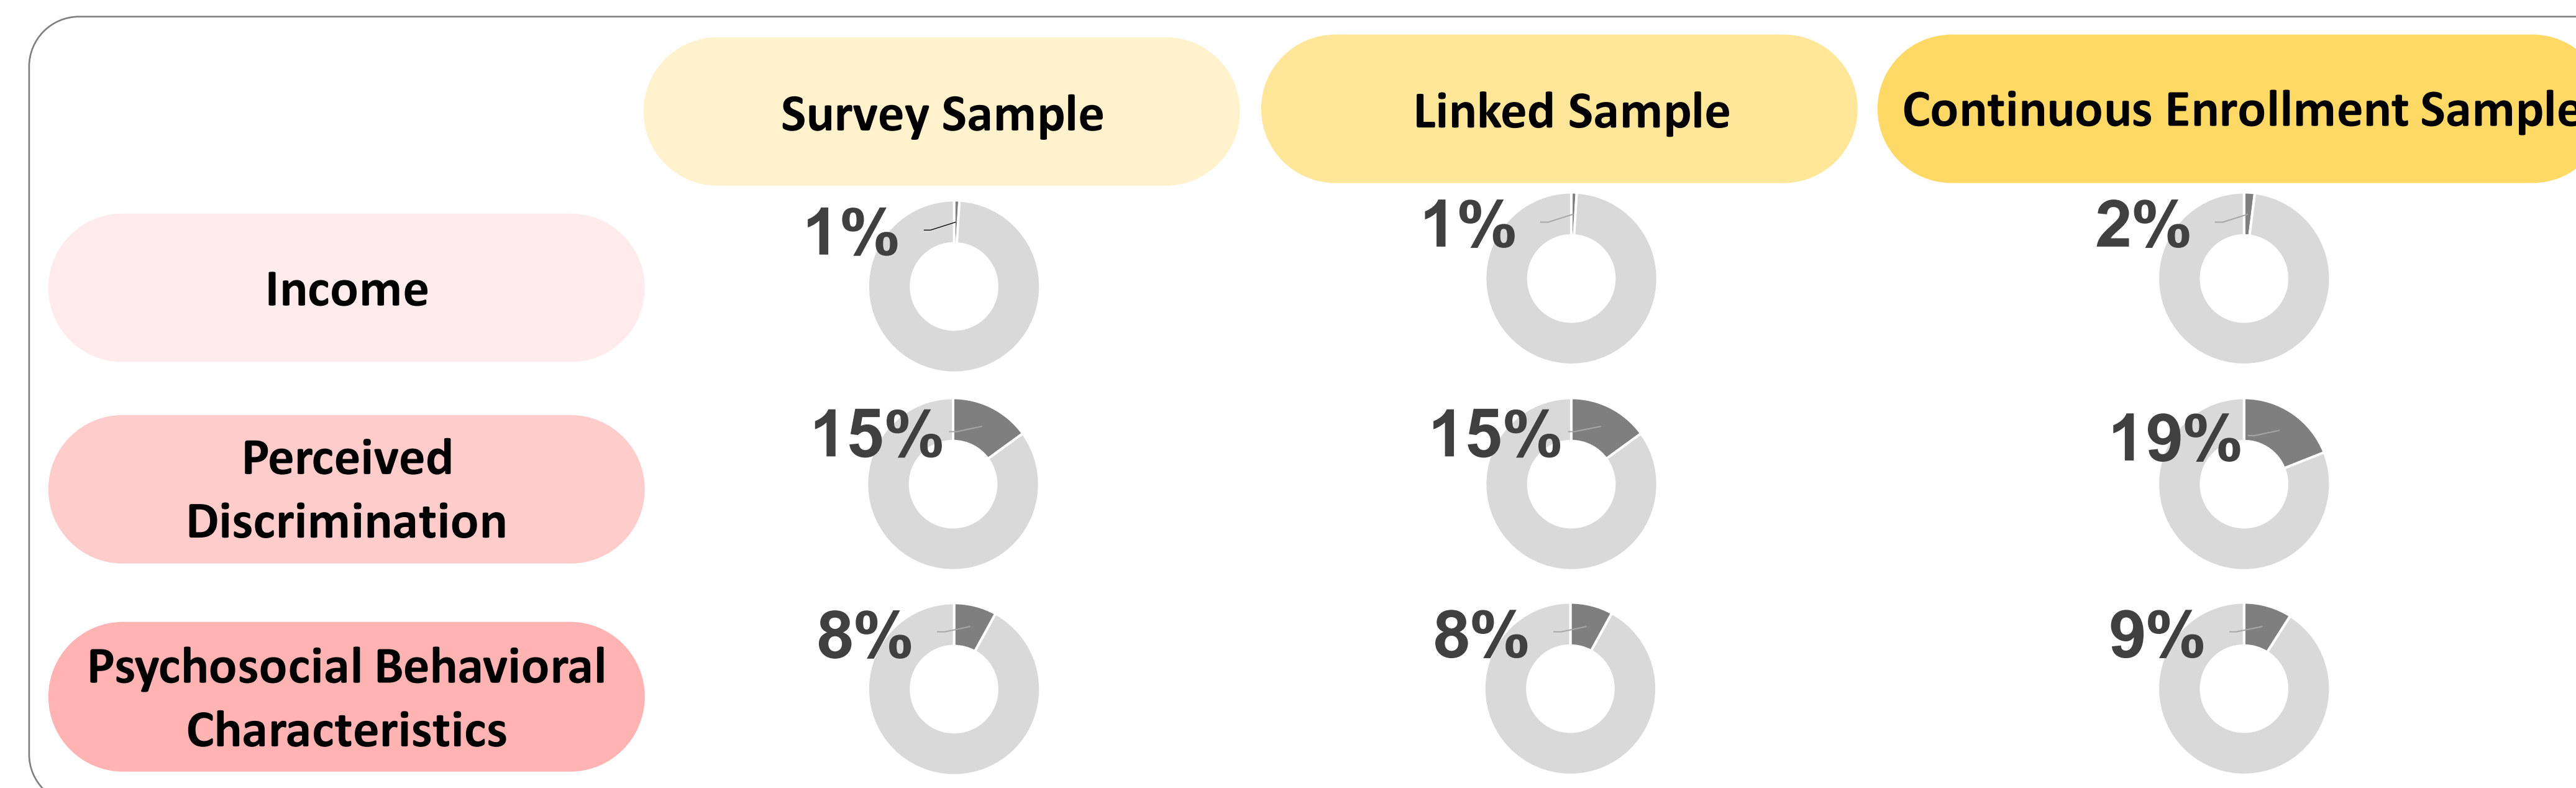 Survey Sample
Linked Sample
Continuous Enrollment Sample
Income
1%
1%
2%
Perceived
Discrimination
15%
15%
19%
Psychosocial Behavioral
Characteristics
8%
8%
9%